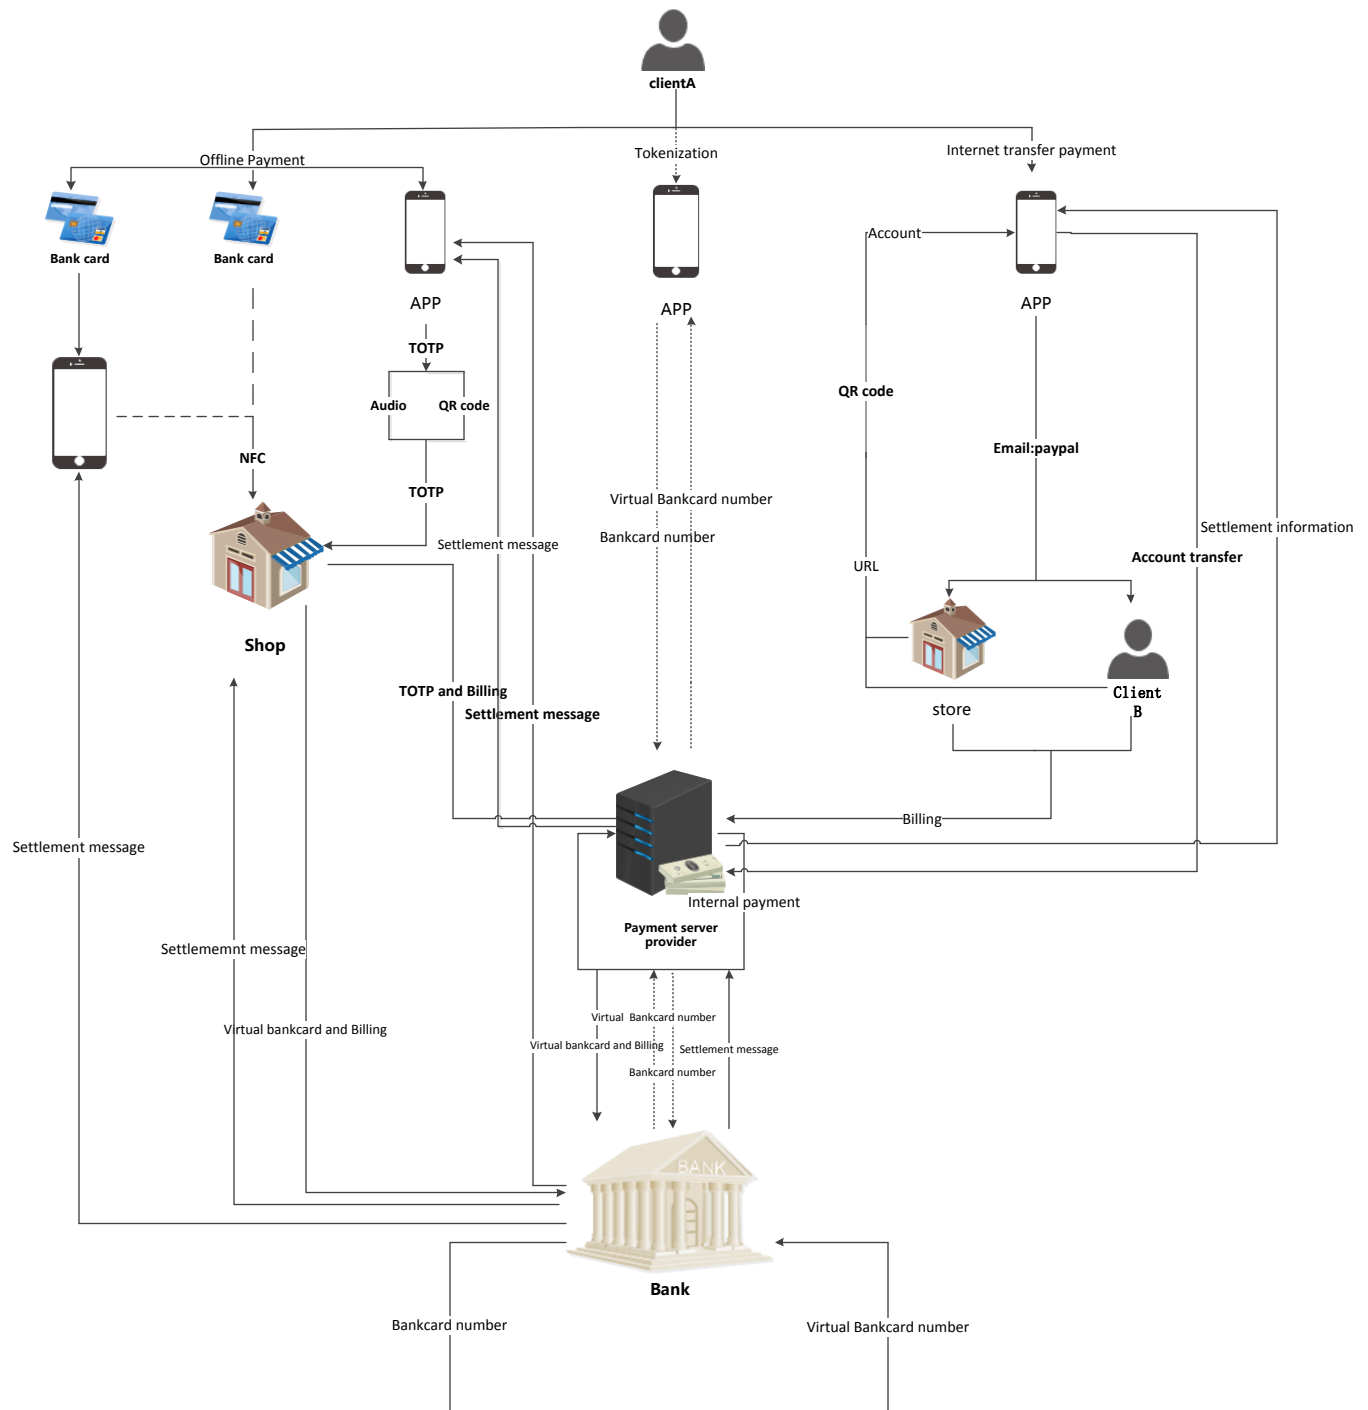 clientA
Offline Payment
Tokenization
Internet transfer payment
Bank card
Bank card
Account
APP
APP
APP
TOTP
Audio
QR code
QR code
Email:paypal
NFC
TOTP
Virtual Bankcard number
Settlement information
Bankcard number
Settlement message
Account transfer
URL
Shop
TOTP and Billing
Settlement message
Client
B
store
Billing
Settlement message
Internal payment
Payment server
provider
Settlememnt message
Virtual Bankcard number
Virtual bankcard and Billing
Virtual bankcard and Billing
Settlement message
Bankcard number
BANK
Bank
Bankcard number
Virtual Bankcard number